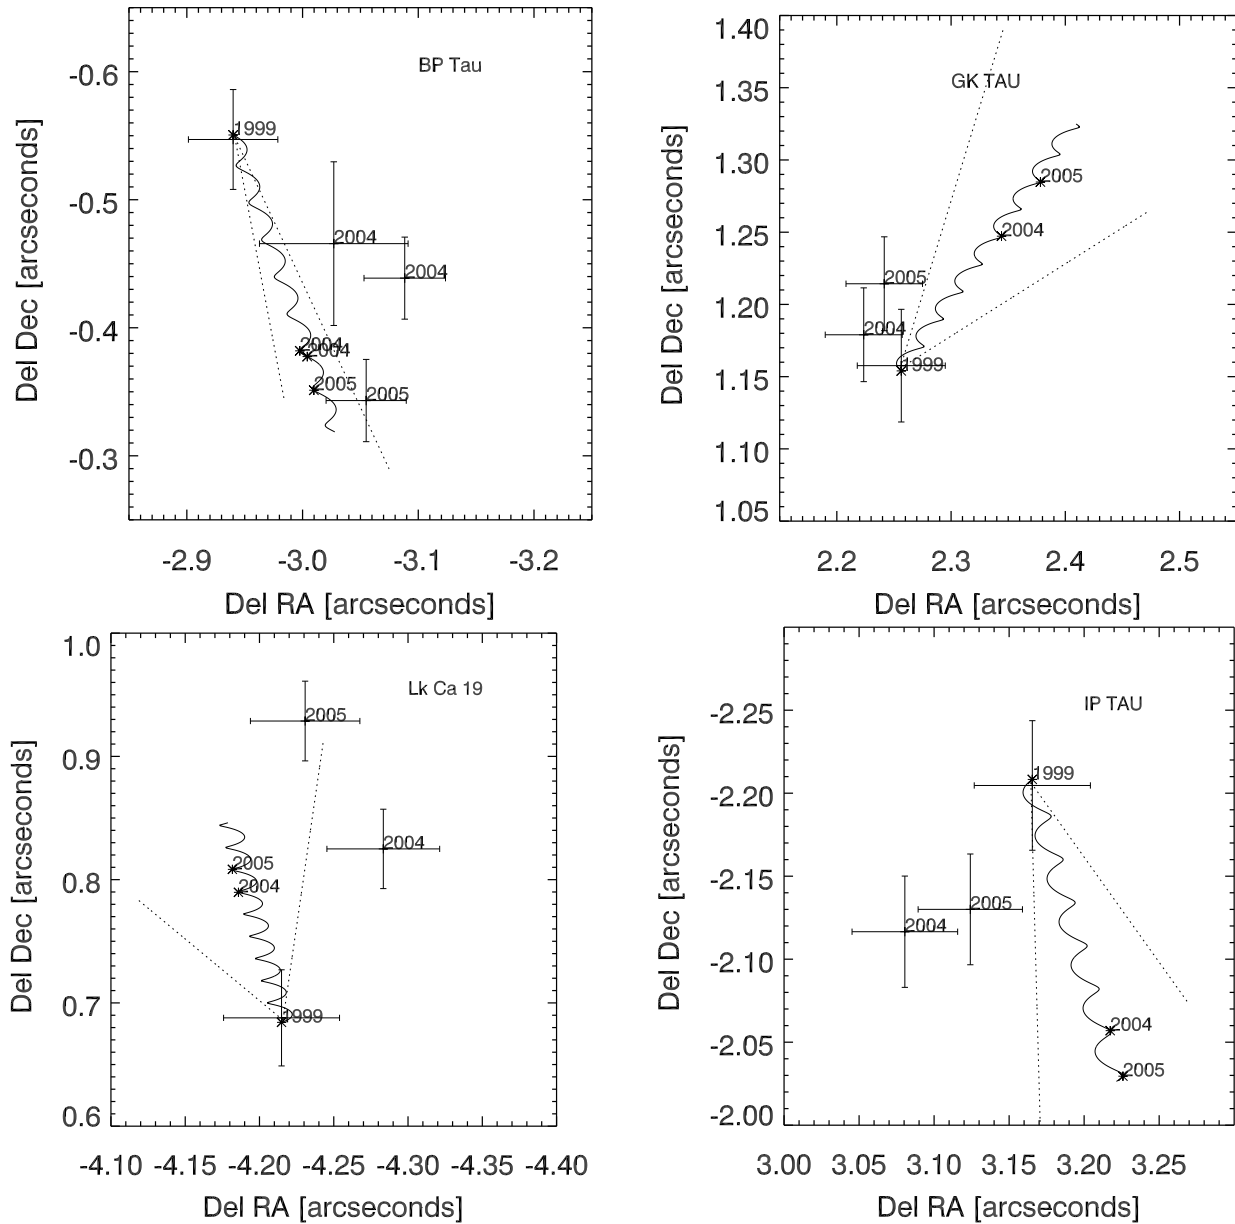 BP Tau
-0.6
-0.5
-0.4
-0.3
Del Dec [arcseconds]
1999
2004
2004
2004
2004
2005
2005
-2.9 -3.0 -3.1 -3.2
Del RA [arcseconds]
GK TAU
1.40
1.35
1.30
1.25
1.20
1.15
1.10
1.05
Del Dec [arcseconds]
2005
2004
2005
2004
1999
2.2 2.3 2.4 2.5
Del RA [arcseconds]
Lk Ca 19
1.0
0.9
0.8
0.7
0.6
Del Dec [arcseconds]
2005
2004
2005
2004
1999
-4.10 -4.15 -4.20 -4.25 -4.30 -4.35 -4.40
Del RA [arcseconds]
IP TAU
-2.25
-2.20
-2.15
-2.10
-2.05
-2.00
Del Dec [arcseconds]
1999
2005
2004
2004
2005
3.00 3.05 3.10 3.15 3.20 3.25
Del RA [arcseconds]